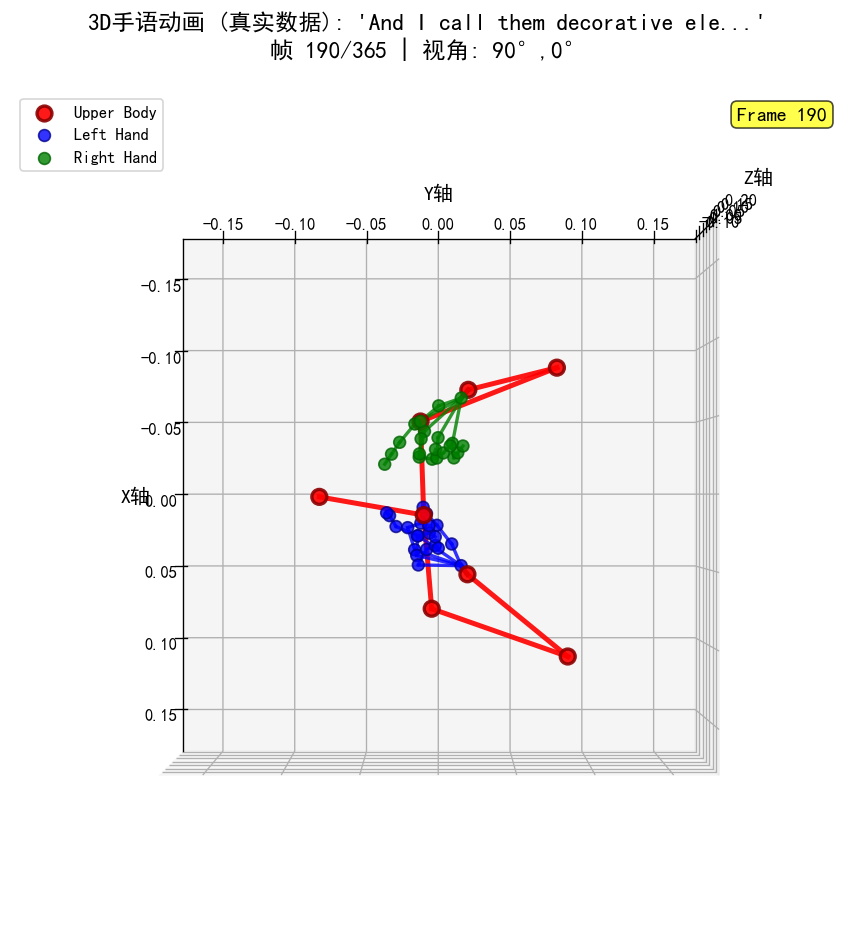 3D手语动画 (真实数据): 'And I call them decorative ele...'
帧 190/365 | 视角: 90°,0°
Upper Body
Left Hand
Right Hand
Frame 190
Z轴
Y轴
-0.15 -0.10 -0.05 0.00 0.05 0.10 0.15
-0.15
-0.10
-0.05
X轴
0.00
0.05
0.10
0.15